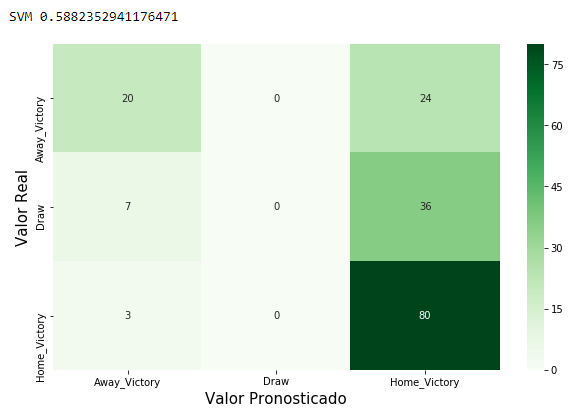 SVM 0.5882352941176471
Valor Real
Away_Victory
Draw
Home_Victory
20 0 24
7 0 36
3 0 80
Away_Victory Draw Home_Victory
Valor Pronosticado
75
60
45
30
15
0